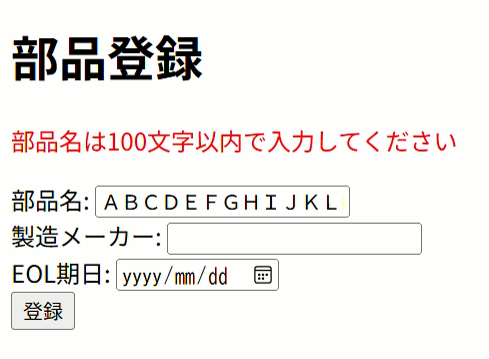 部品登録
部品名は100文字以内で入力してください
部品名: ＡＢＣＤＥＦＧＨＩＪＫＬ
製造メーカー:
EOL期日: yyyy/mm/dd
登録